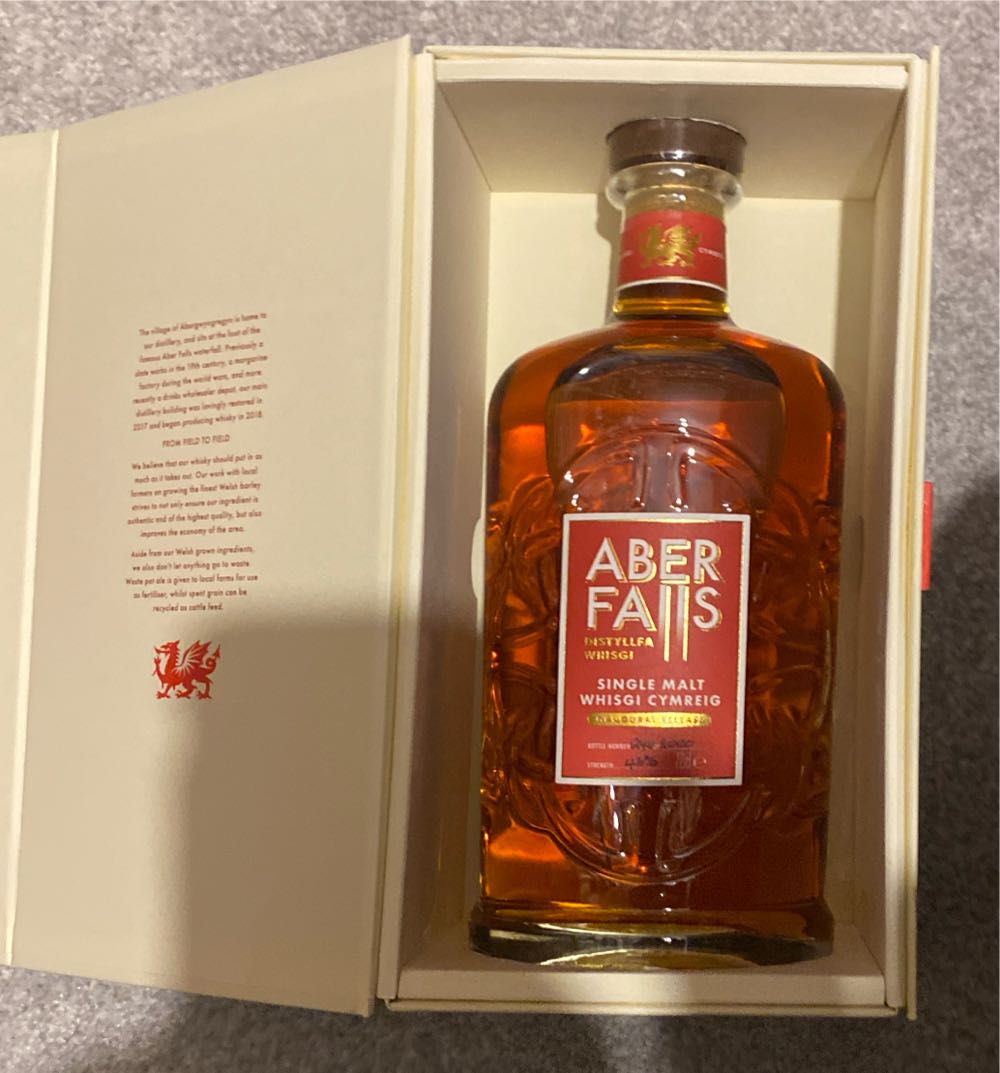 The village of Abergwyngregyn is home to
our distillery, and sits at the foot of the
famous Aber Falls waterfall. Previously a
slate works in the 19th century, a margarine
factory during the world wars, and more
recently a drinks wholesaler depot, our main
distillery building was lovingly restored in
2017 and began producing whisky in 2018.
FROM FIELD TO FIELD
We believe that our whisky should put in as
much as it takes out. Our work with local
farmers on growing the finest Welsh barley
strives to not only ensure our ingredient is
authentic and of the highest quality, but also
improves the economy of the area.
Aside from our Welsh grown ingredients,
we also don't let anything go to waste.
Waste pot ale is given to local farms for use
as fertiliser, whilst spent grain can be
recycled as cattle feed.
ABER
FALLS
DISTYLLFA
WHISGI
SINGLE MALT
WHISGI CYMREIG
INAUGURAL RELEASE
BOTTLE NUMBER
STRENGTH